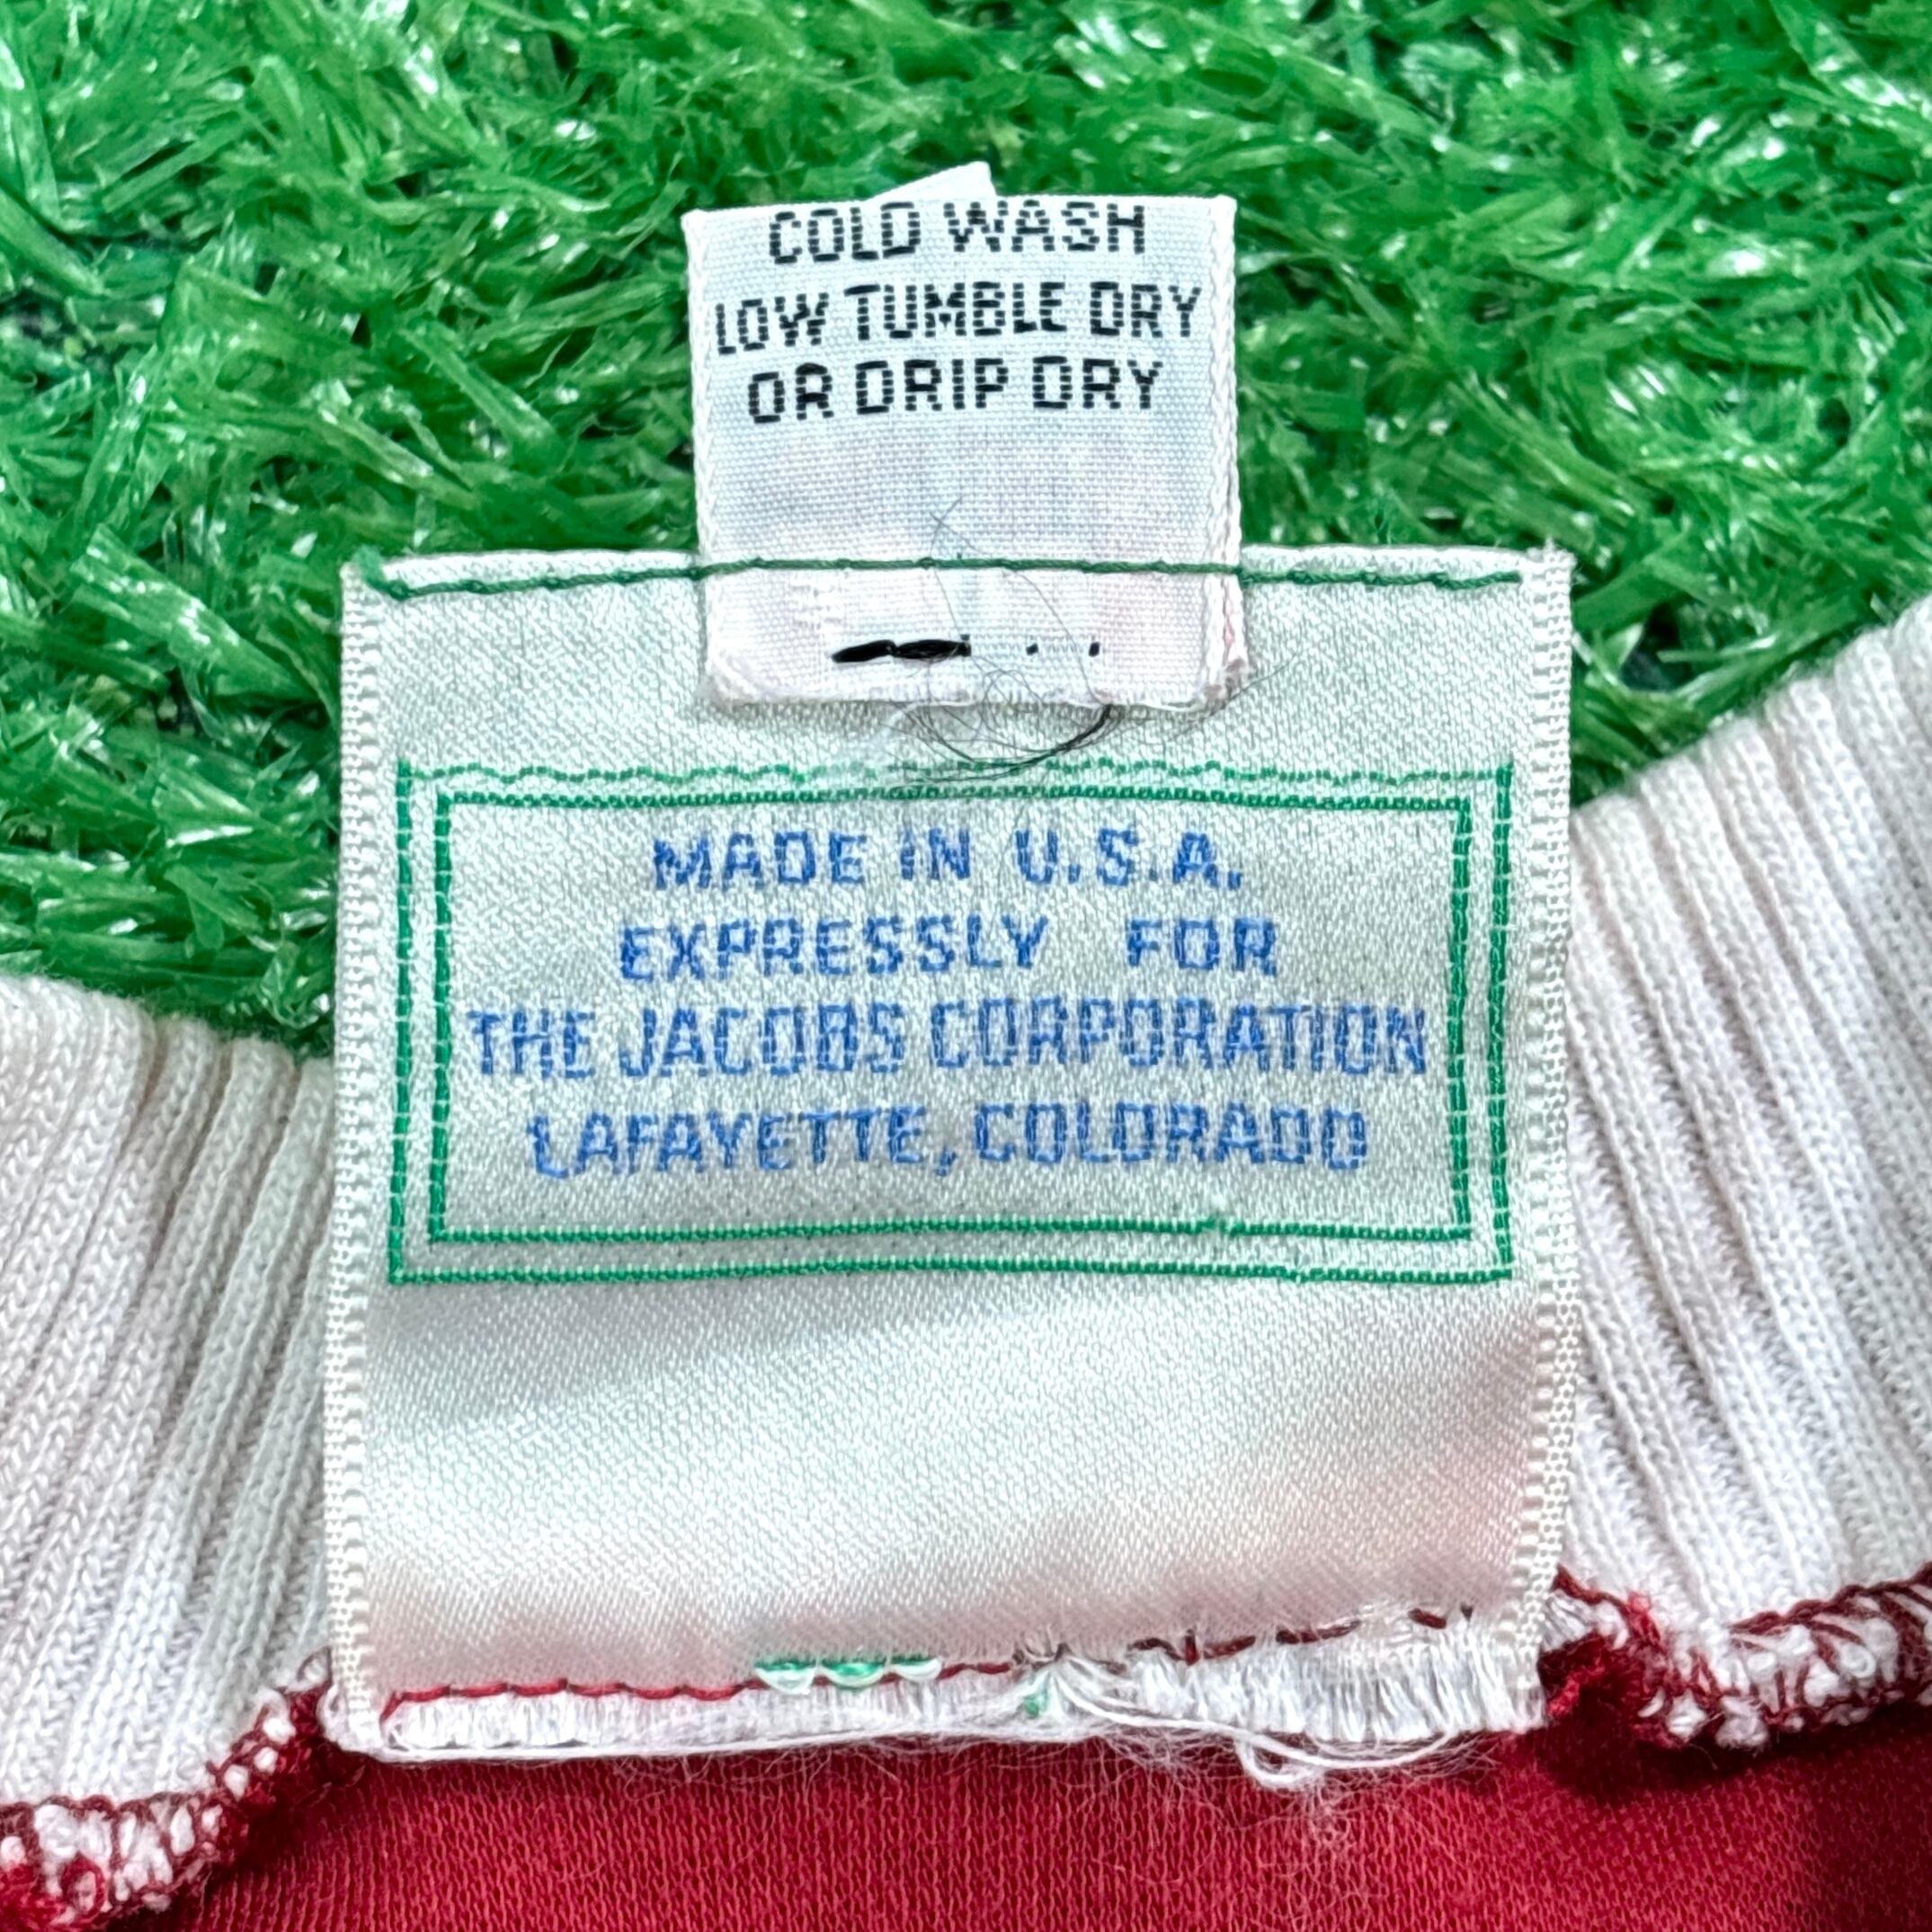 COLD WASH
LOW TUMBLE DRY
OR DRIP DRY
MADE IN U.S.A.
EXPRESSLY FOR
THE JACOBS CORPORATION
LAFAYETTE, COLORADO